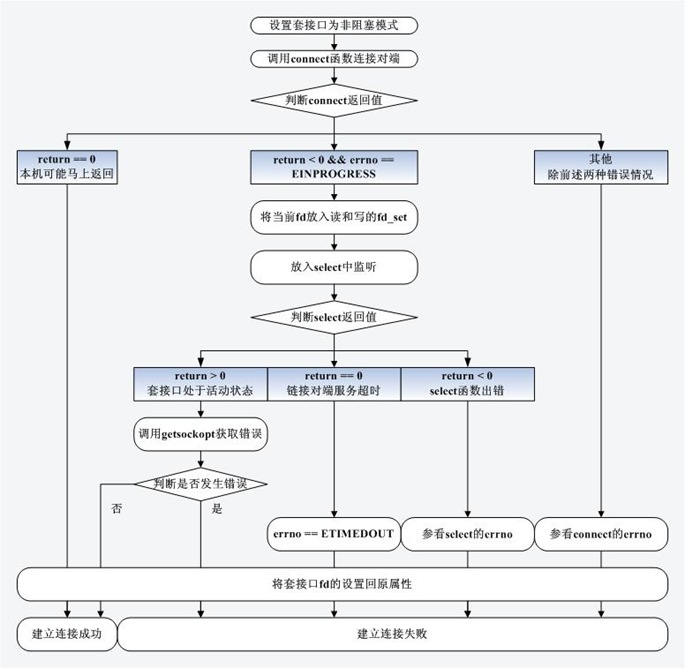 设置套接口为非阻塞模式
调用connect函数连接对端
判断connect返回值
return == 0
本机可能马上返回
return < 0 && errno ==
EINPROGRESS
其他
除前述两种错误情况
将当前fd放入读和写的fd_set
放入select中监听
判断select返回值
return > 0
套接口处于活动状态
return == 0
链接对端服务超时
return < 0
select函数出错
调用getsockopt获取错误
判断是否发生错误
否
是
errno == ETIMEDOUT
参看select的errno
参看connect的errno
将套接口fd的设置回原属性
建立连接成功
建立连接失败